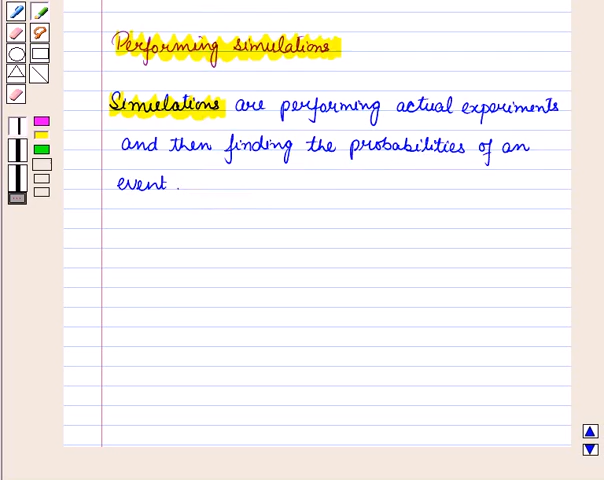 Performing simulations
Simulations are performing actual experiments
and then finding the probabilities of an
event.